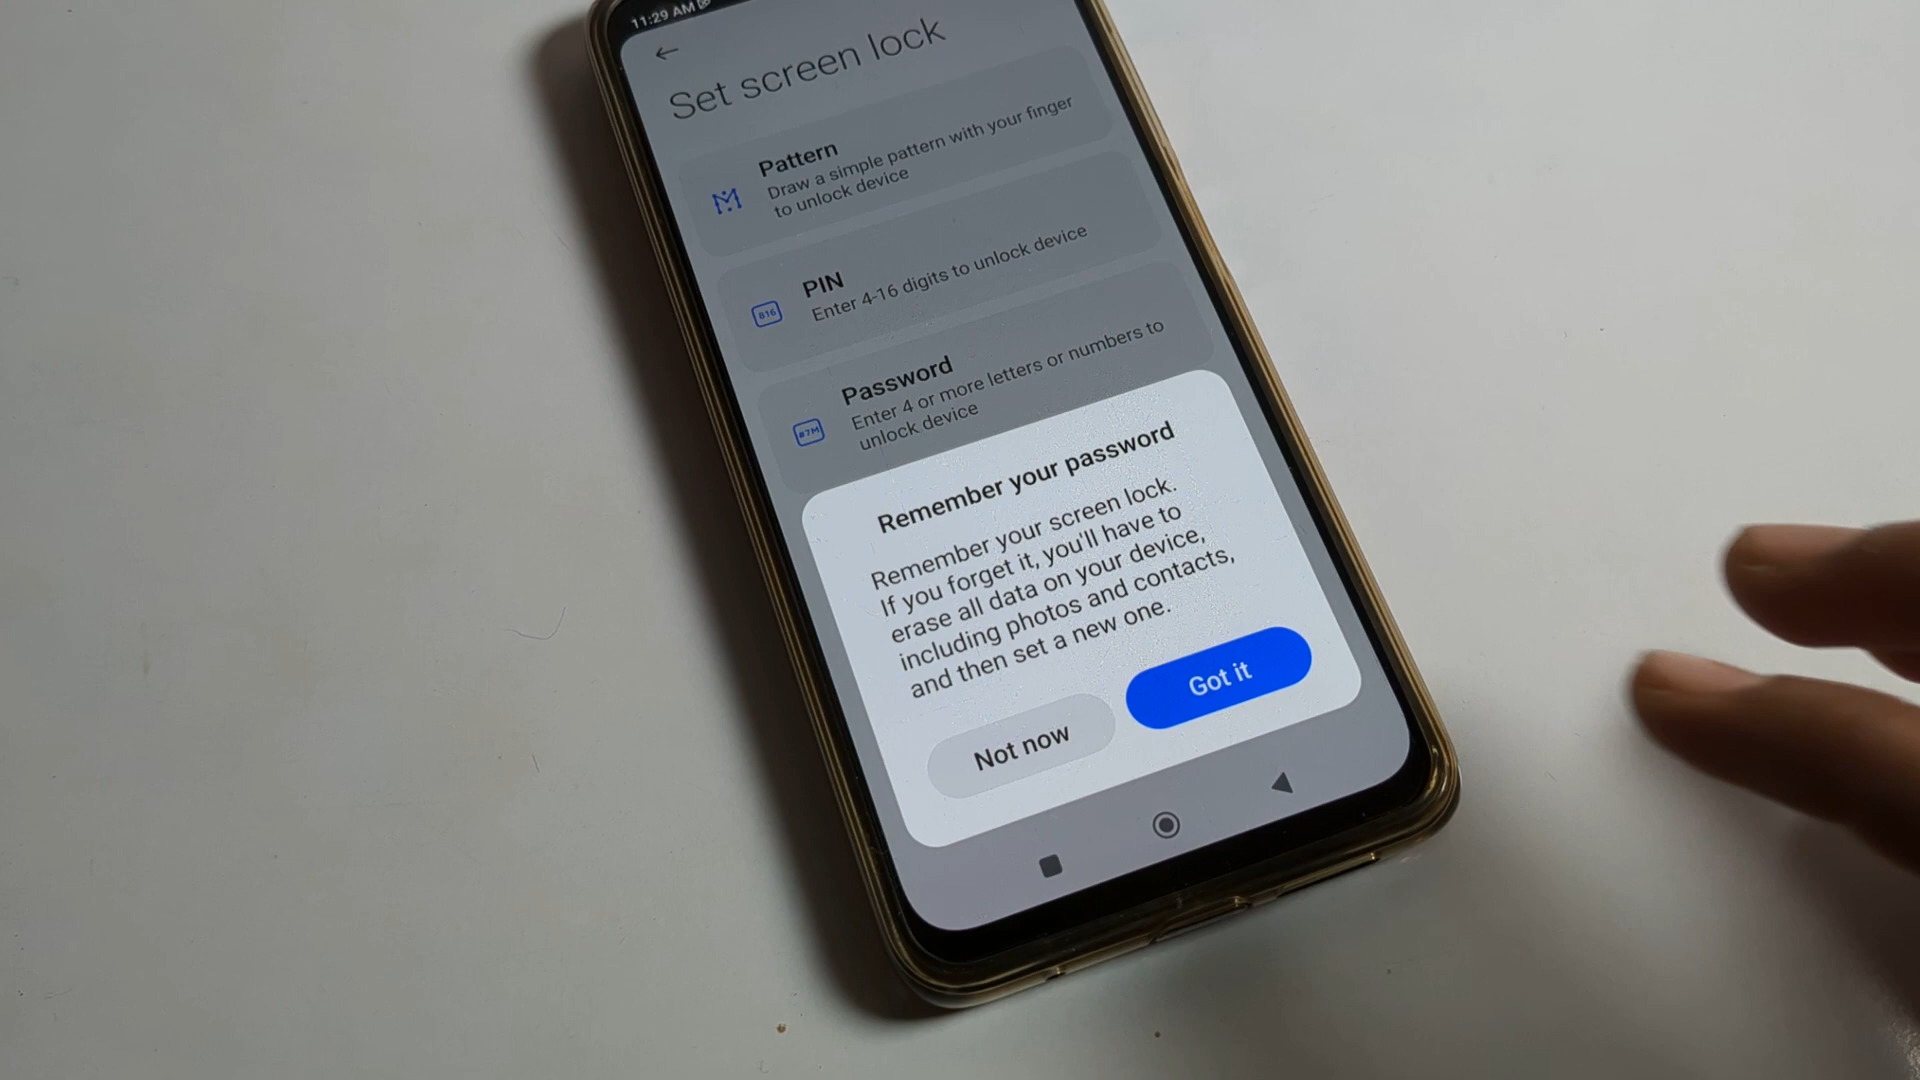 11:29 AM
Set screen lock
Pattern
Draw a simple pattern with your finger
to unlock device
PIN
Enter 4-16 digits to unlock device
Password
Enter 4 or more letters or numbers to
unlock device
Remember your password
Remember your screen lock.
If you forget it, you'll have to
erase all data on your device,
including photos and contacts,
and then set a new one.
Not now
Got it